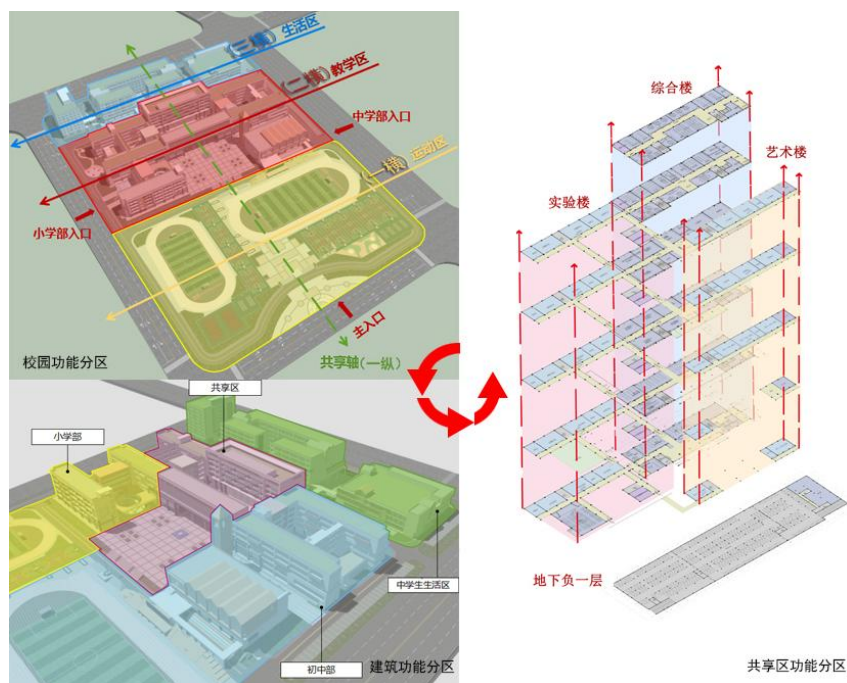 (三横) 生活区
(二横) 教学区
中学部入口
(一横) 运动区
小学部入口
主入口
共享轴(一纵)
校园功能分区
共享区
小学部
中学生生活区
初中部
建筑功能分区
综合楼
艺术楼
实验楼
地下负一层
共享区功能分区